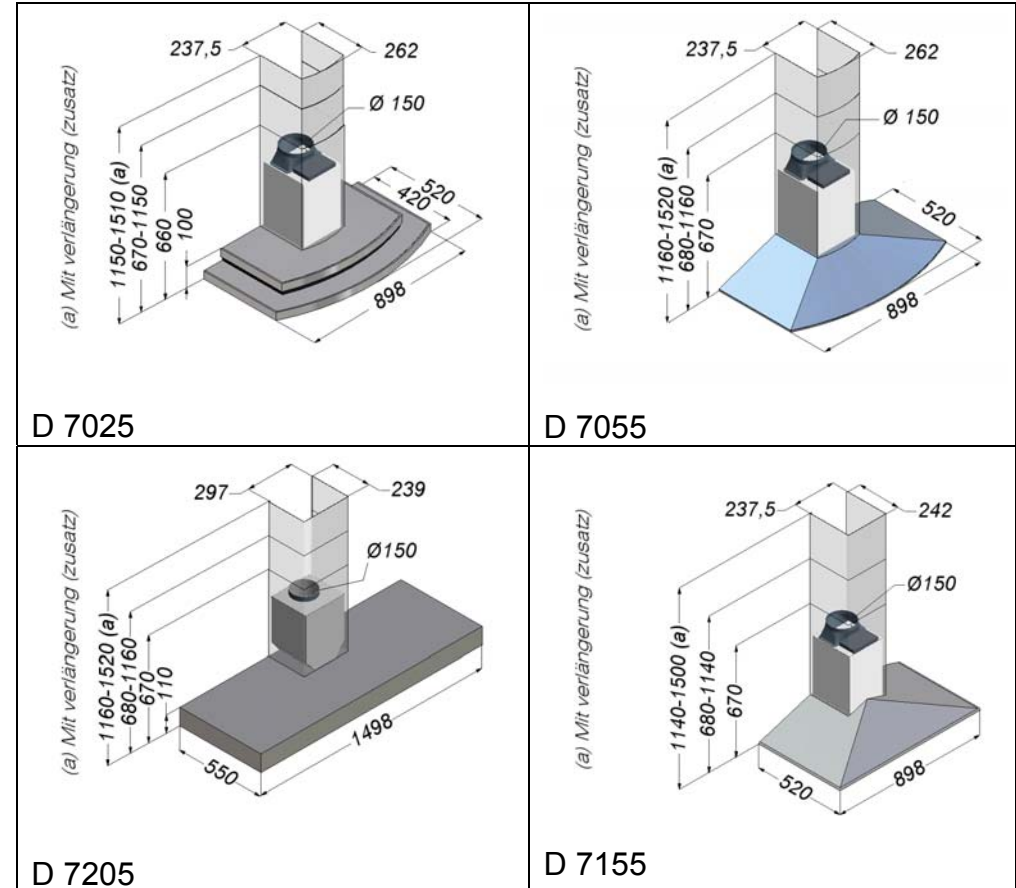 237,5
262
Ø 150
(a) Mit verlängerung (zusatz)
1150-1510 (a)
670-1150
660
100
520
420
898
D 7025
237,5
262
Ø 150
(a) Mit verlängerung (zusatz)
1160-1520 (a)
680-1160
670
520
898
D 7055
297
239
Ø150
(a) Mit verlängerung (zusatz)
1160-1520 (a)
680-1160
670
110
1498
550
D 7205
237,5
242
Ø150
(a) Mit verlängerung (zusatz)
1140-1500 (a)
680-1140
670
520
898
D 7155